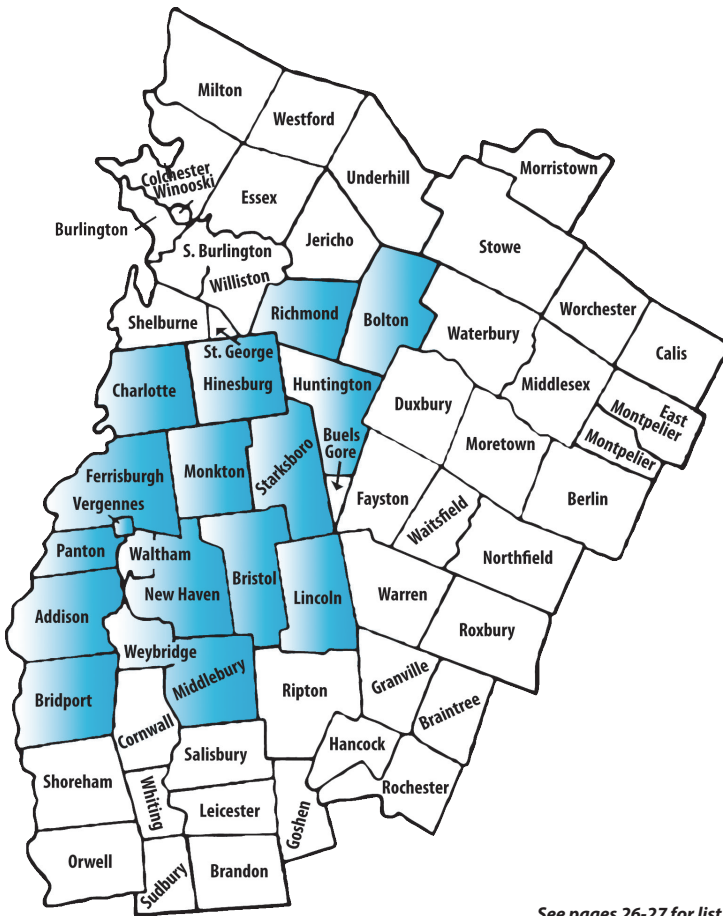 Milton
Westford
Morristown
Colchester
Winooski
Underhill
Essex
Burlington
Jericho
S. Burlington
Stowe
Williston
Richmond
Worchester
Bolton
Shelburne
Waterbury
St. George
Calis
Charlotte
Hinesburg
Huntington
Middlesex
Duxbury
East
Montpelier
Buels
Gore
Moretown
Montpelier
Starksboro
Ferrisburgh
Monkton
Vergennes
Fayston
Berlin
Waitsfield
Panton
Waltham
Northfield
Bristol
New Haven
Lincoln
Warren
Addison
Roxbury
Weybridge
Middlebury
Granville
Bridport
Ripton
Braintree
Cornwall
Hancock
Salisbury
Shoreham
Rochester
Whiting
Leicester
Goshen
Orwell
Sudbury
Brandon
See pages 26-27 for list